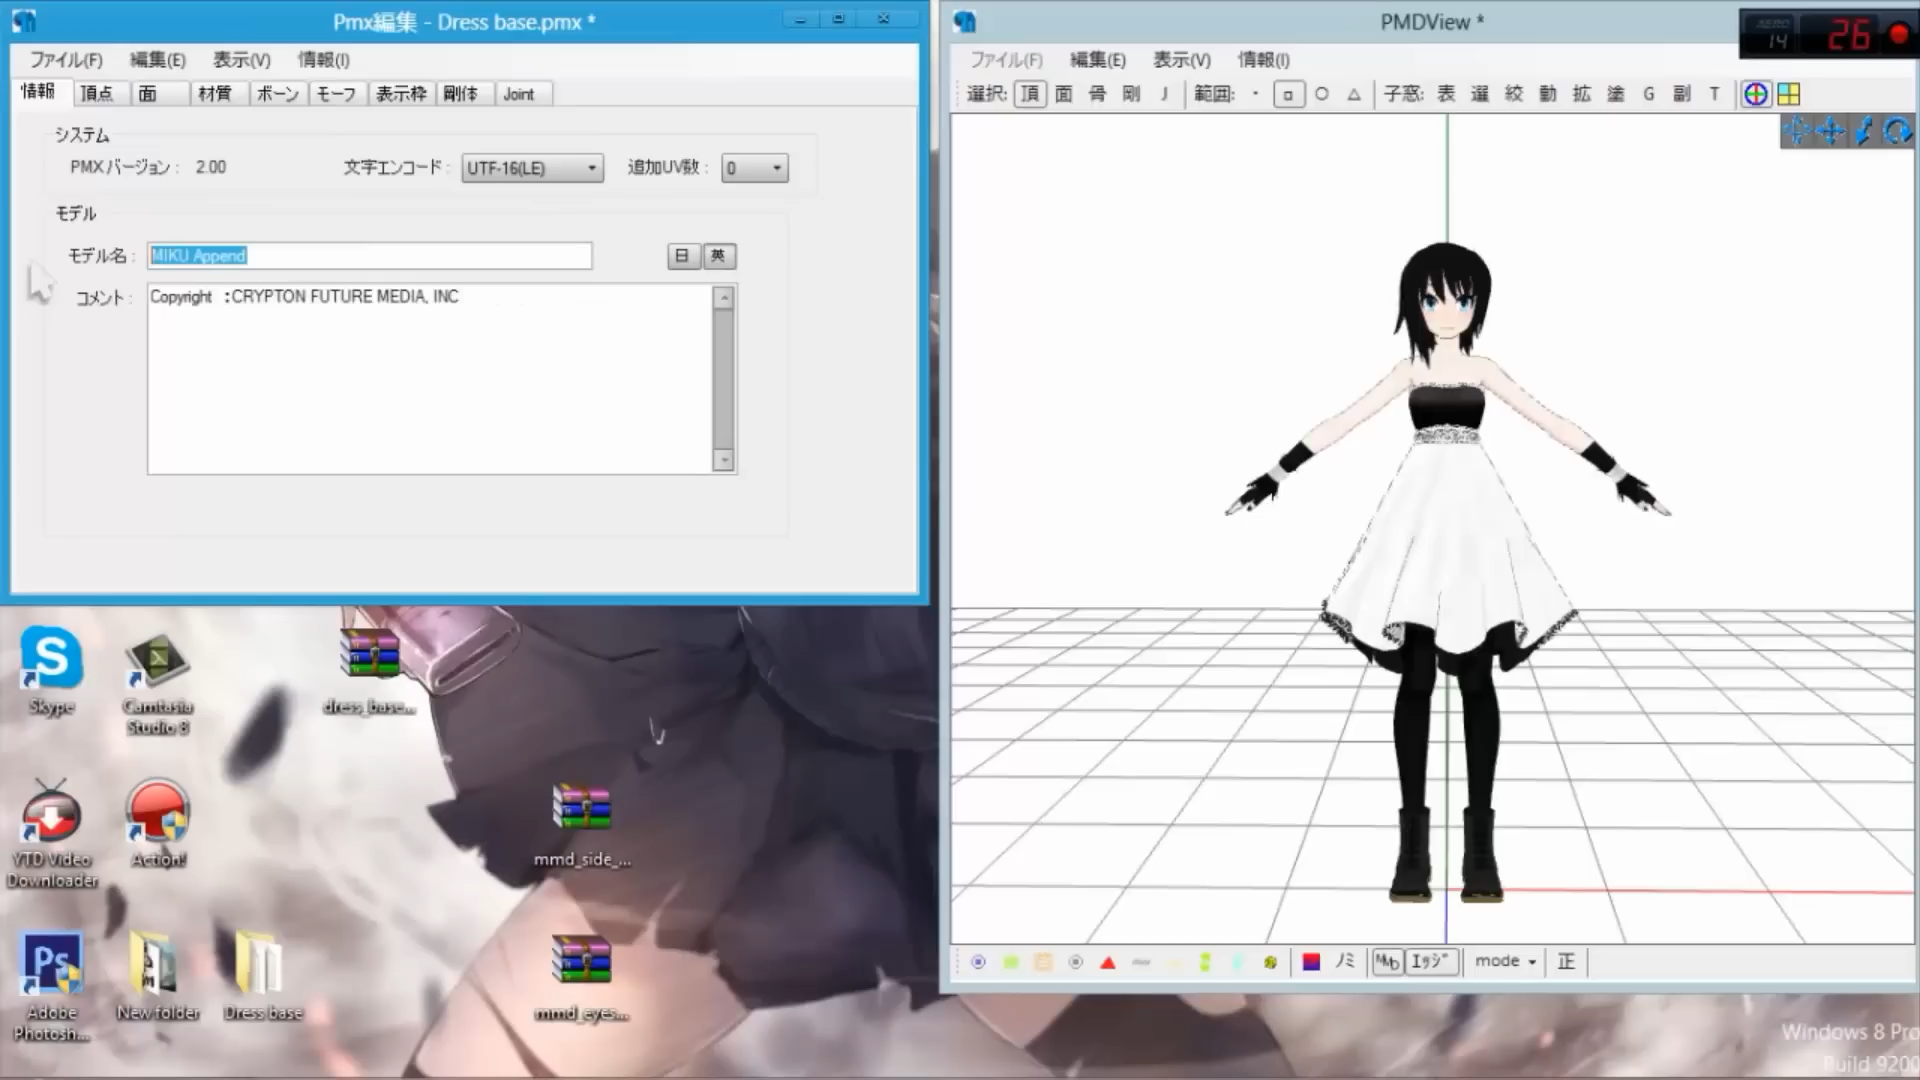 Pmx編集 - Dress base.pmx *
ファイル(F) 編集(E) 表示(V) 情報(I)
情報 頂点 面 材質 ボーン モーフ 表示枠 剛体 Joint
システム
PMXバージョン : 2.00 文字エンコード : UTF-16(LE) 追加UV数 : 0
モデル
モデル名 : MIKU Append 日 英
コメント : Copyright :CRYPTON FUTURE MEDIA, INC
PMDView *
14 26
ファイル(F) 編集(E) 表示(V) 情報(I)
選択: 頂 面 骨 剛 J 範囲: 子窓: 表 選 絞 動 拡 塗 G 副 T
エッジ mode 正
Skype
Camtasia
Studio 8
dress_base...
YTD Video
Downloader
Action!
mmd_side_...
Ps
Adobe
Photosh...
New folder
Dress base
mmd_eyes...
Windows 8 Pro
Build 9200